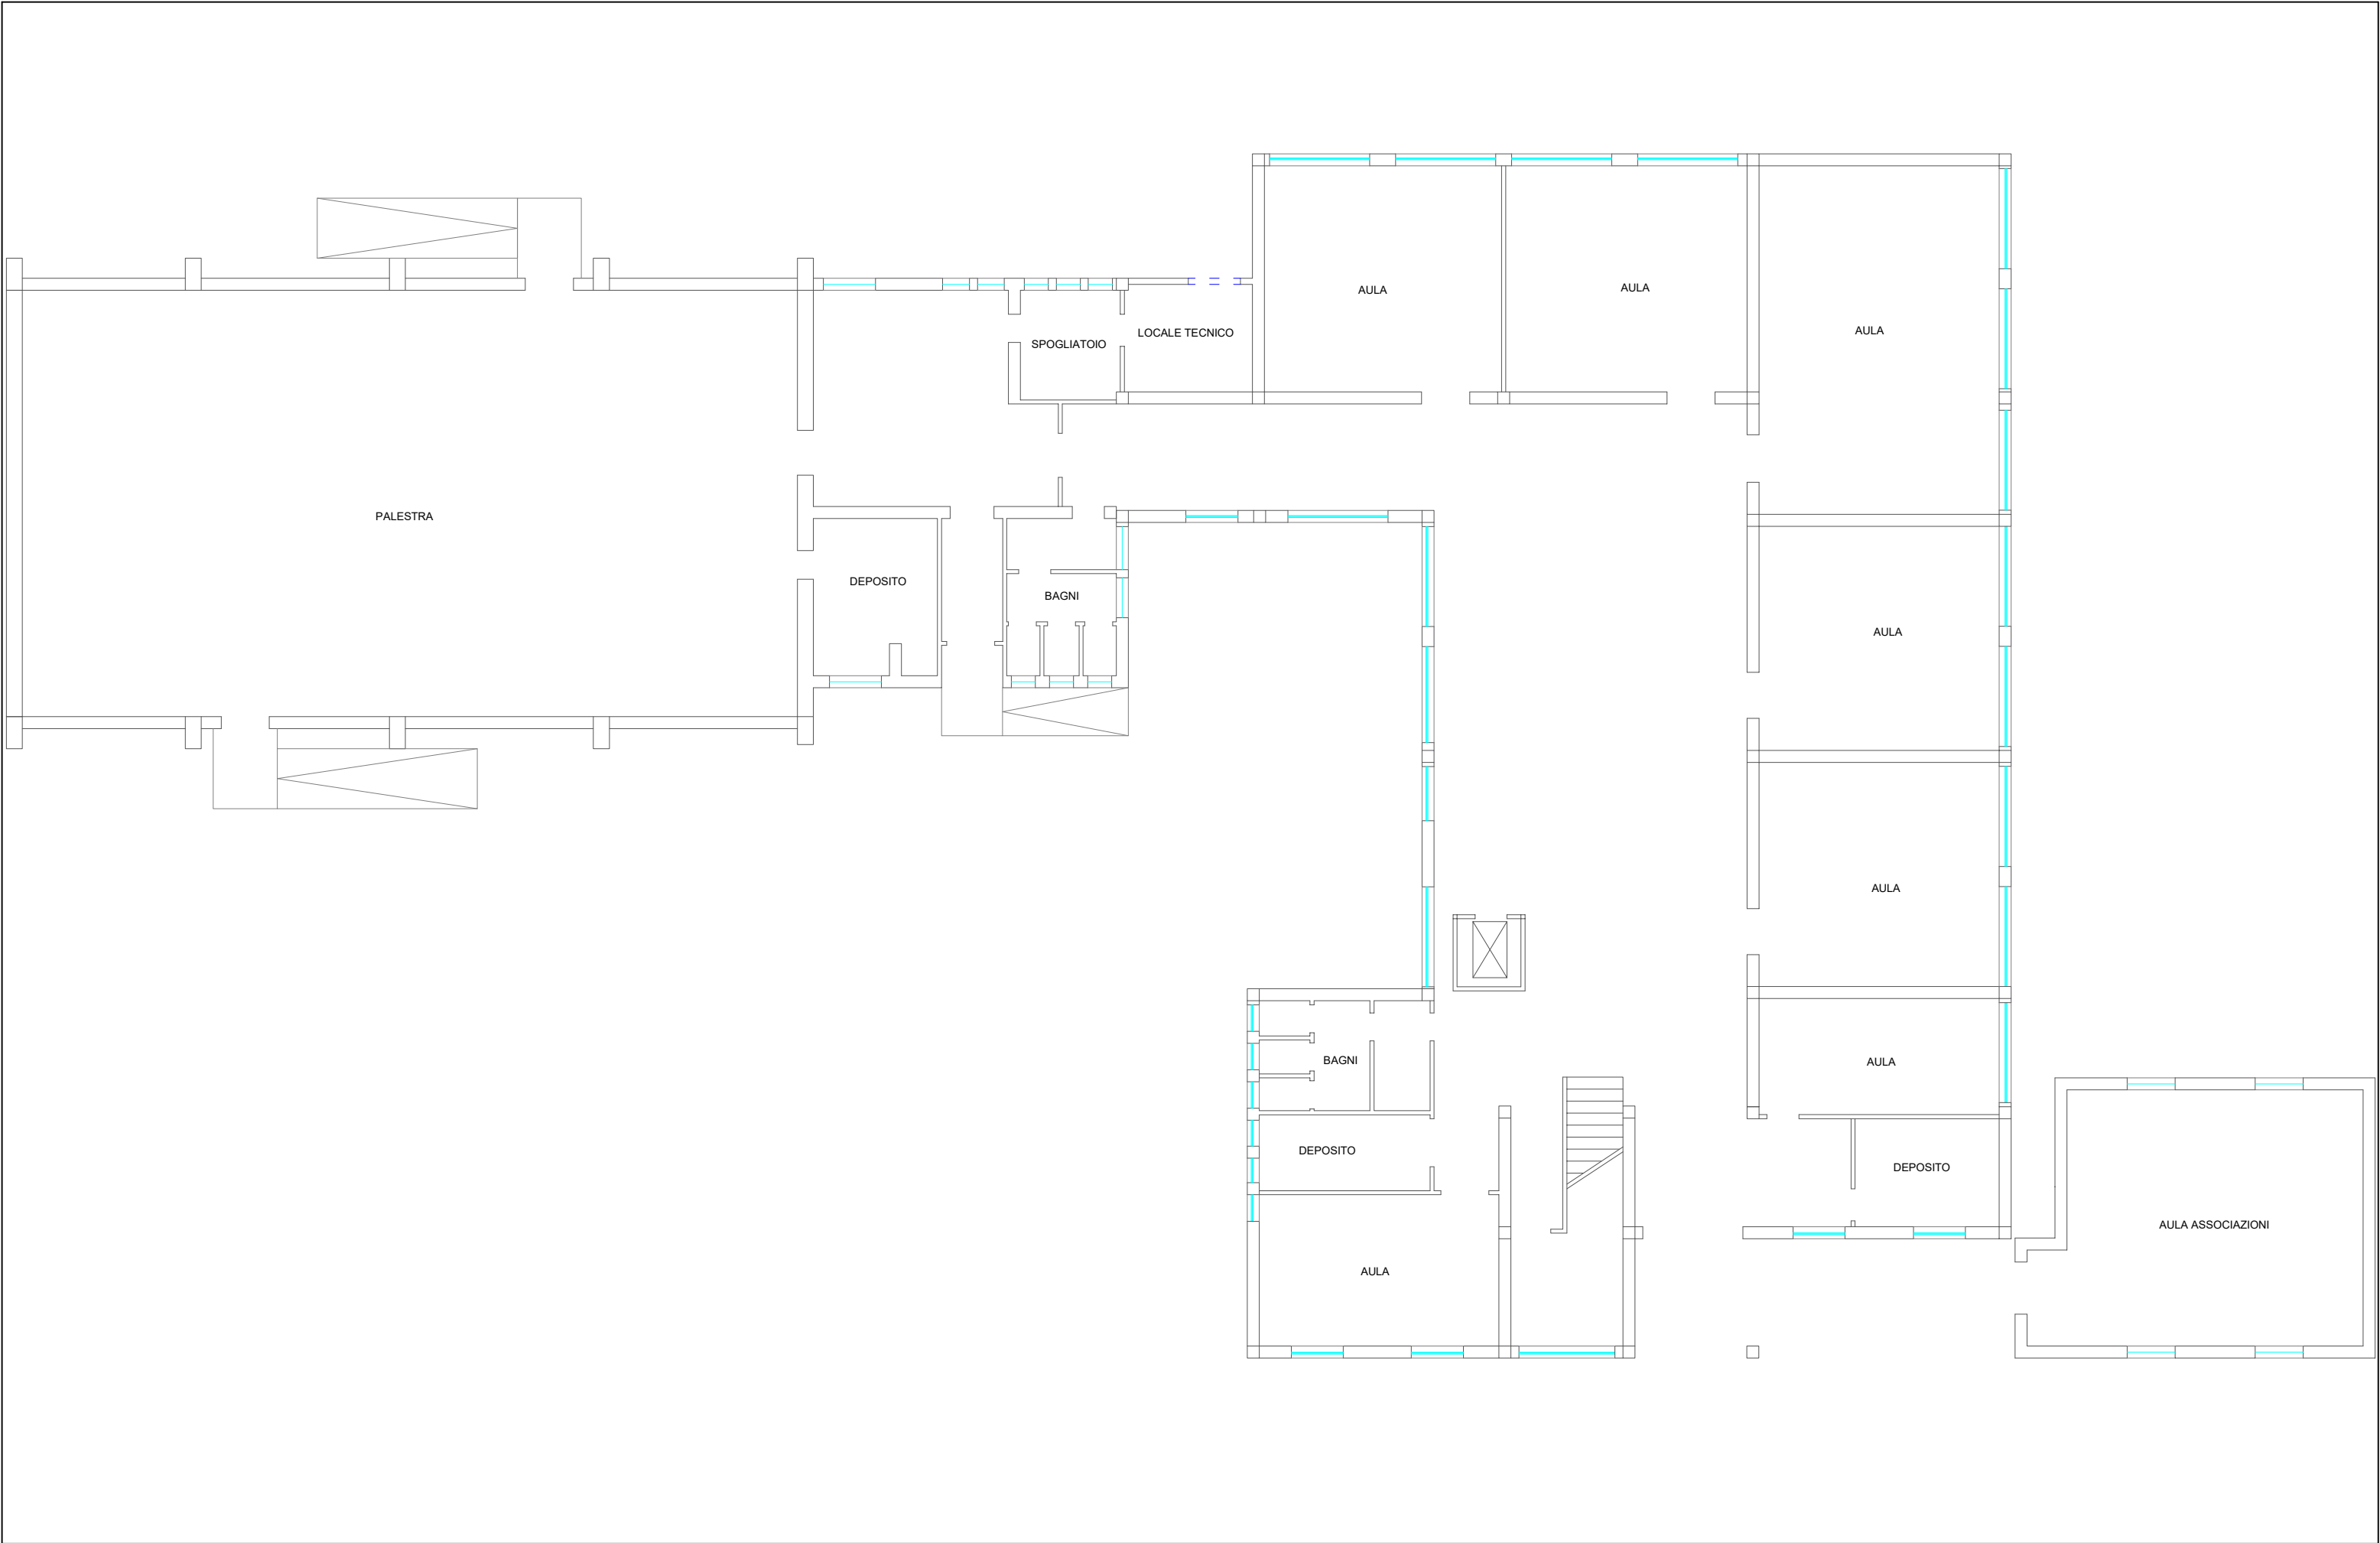 AULA
AULA
AULA
LOCALE TECNICO
SPOGLIATOIO
PALESTRA
DEPOSITO
BAGNI
AULA
AULA
BAGNI
AULA
DEPOSITO
DEPOSITO
AULA ASSOCIAZIONI
AULA